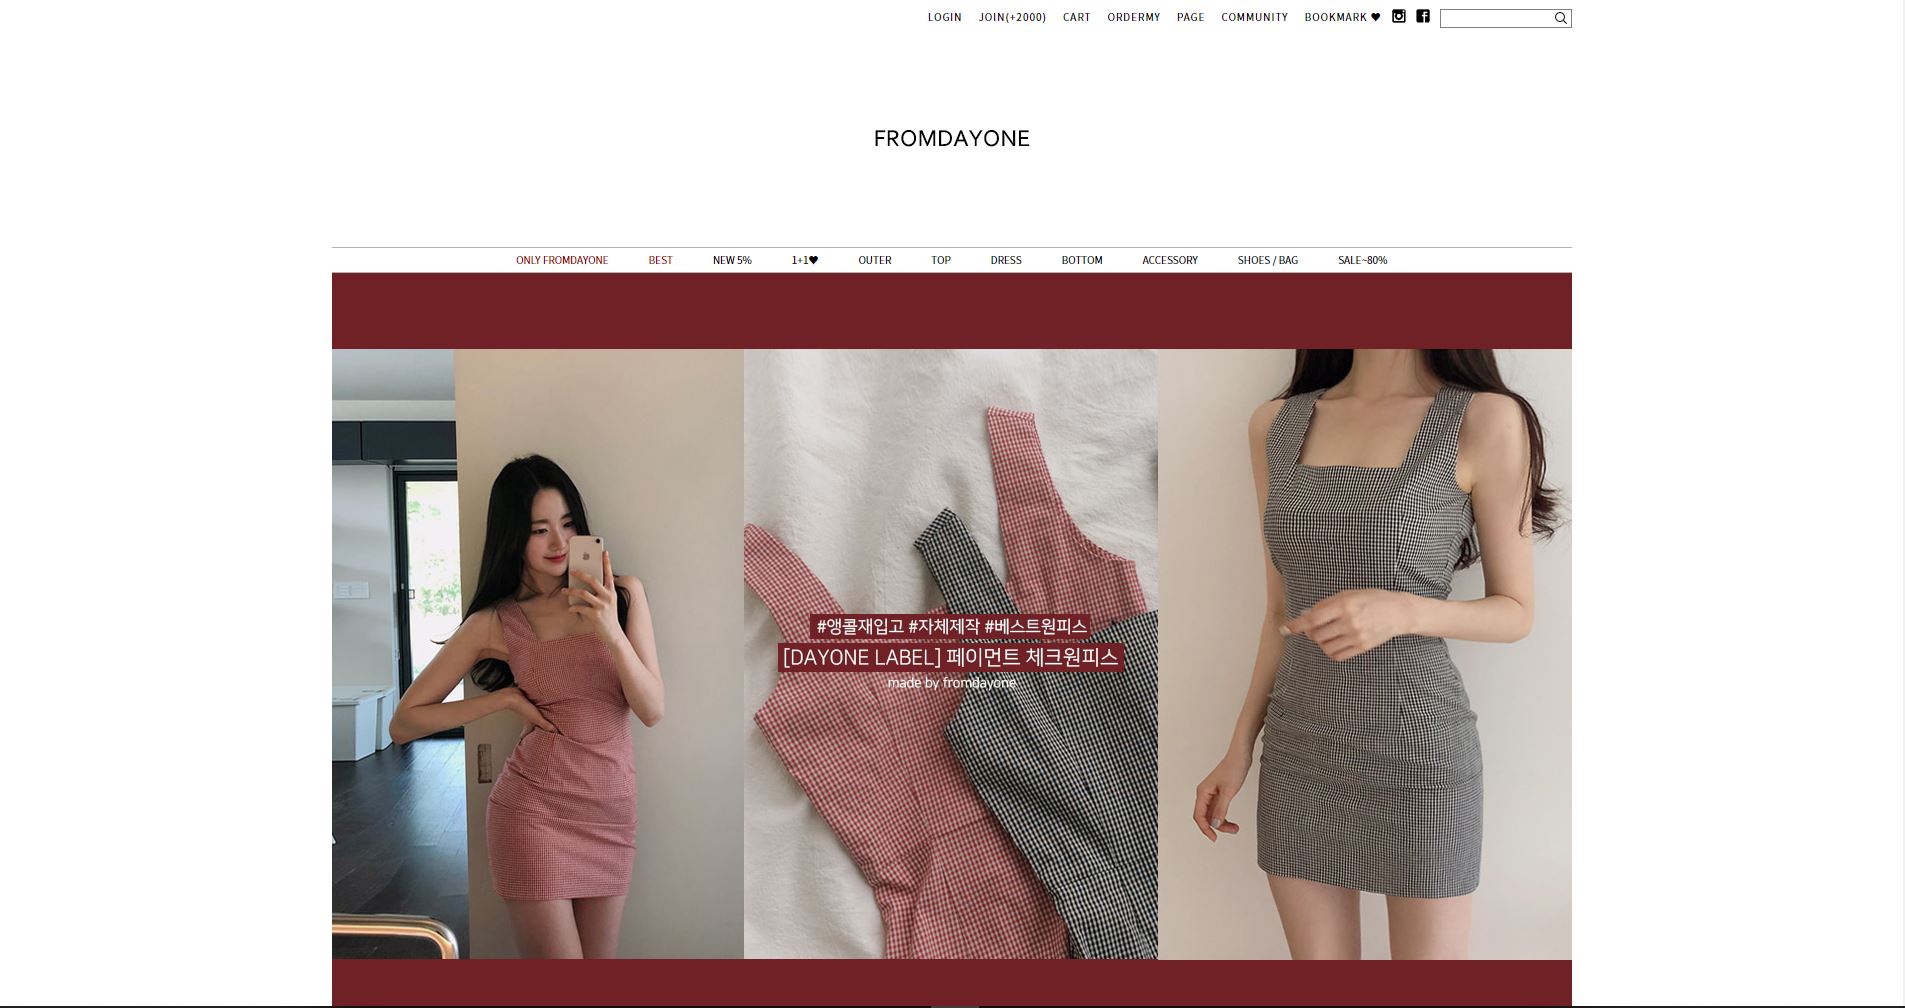 LOGIN JOIN(+2000) CART ORDERMY PAGE COMMUNITY BOOKMARK ♥
FROMDAYONE
ONLY FROMDAYONE BEST NEW 5% 1+1♥ OUTER TOP DRESS BOTTOM ACCESSORY SHOES / BAG SALE~80%
#앵콜재입고 #자체제작 #베스트원피스
[DAYONE LABEL] 페이먼트 체크원피스
made by fromdayone